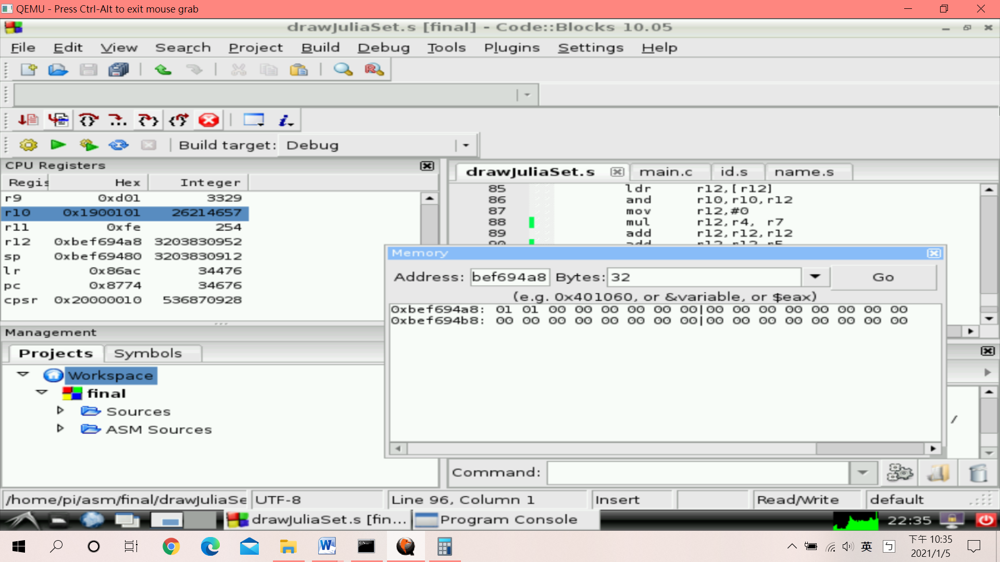 QEMU - Press Ctrl-Alt to exit mouse grab
drawJuliaSet.s [final] - Code::Blocks 10.05
File Edit View Search Project Build Debug Tools Plugins Settings Help
Build target: Debug
CPU Registers
Regis Hex Integer
r9 0xd01 3329
r10 0x1900101 26214657
r11 0xfe 254
r12 0xbef694a8 3203830952
sp 0xbef69480 3203830912
lr 0x86ac 34476
pc 0x8774 34676
cpsr 0x20000010 536870928
drawJuliaSet.s main.c id.s name.s
85 ldr r12,[r12]
86 and r10,r10,r12
87 mov r12,#0
88 mul r12,r4, r7
89 add r12,r12,r12
90 add r12,r12,r5
Memory
Address: bef694a8 Bytes: 32 Go
(e.g. 0x401060, or &variable, or $eax)
0xbef694a8: 01 01 00 00 00 00 00 00|00 00 00 00 00 00 00 00
0xbef694b8: 00 00 00 00 00 00 00 00|00 00 00 00 00 00 00 00
Management
Projects Symbols
Workspace
final
Sources
ASM Sources
/
Command:
/home/pi/asm/final/drawJuliaSe UTF-8 Line 96, Column 1 Insert Read/Write default
drawJuliaSet.s [fin... Program Console 22:35
英 下午 10:35
2021/1/5